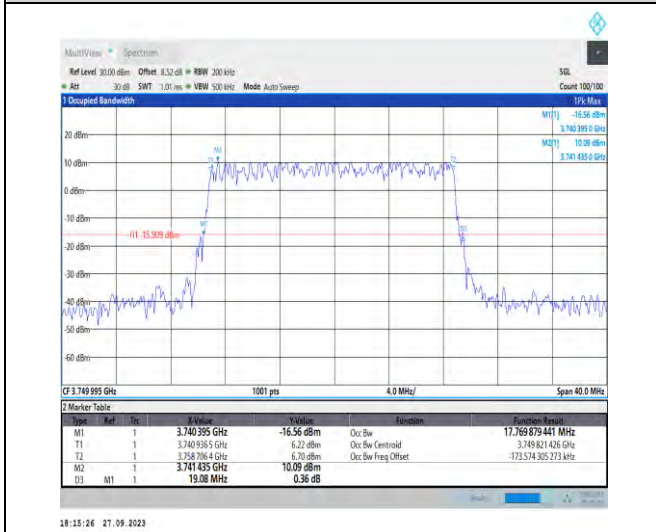 MultiView Spectrum
Ref Level 30.00 dBm Offset 8.52 dB RBW 200 kHz SGL
Att 30 dB SWT 1.01 ms VBW 500 kHz Mode Auto Sweep Count 100/100
1 Occupied Bandwidth 1Pk Max
M1[1] -16.56 dBm
3.740 395 0 GHz
M2[1] 10.09 dBm
3.741 435 0 GHz
20 dBm
M2
T1 T2
10 dBm
0 dBm
-10 dBm
M1 D3
H1 -15.909 dBm
-20 dBm
-30 dBm
-40 dBm
-50 dBm
-60 dBm
CF 3.749 995 GHz 1001 pts 4.0 MHz/ Span 40.0 MHz
2 Marker Table
Type Ref Trc X-Value Y-Value Function Function Result
M1 1 3.740 395 GHz -16.56 dBm Occ Bw 17.769 879 441 MHz
T1 1 3.740 936 5 GHz 6.22 dBm Occ Bw Centroid 3.749 821 426 GHz
T2 1 3.758 706 4 GHz 6.70 dBm Occ Bw Freq Offset -173.574 305 273 kHz
M2 1 3.741 435 GHz 10.09 dBm
D3 M1 1 19.08 MHz 0.36 dB
18:15:26 27.09.2023